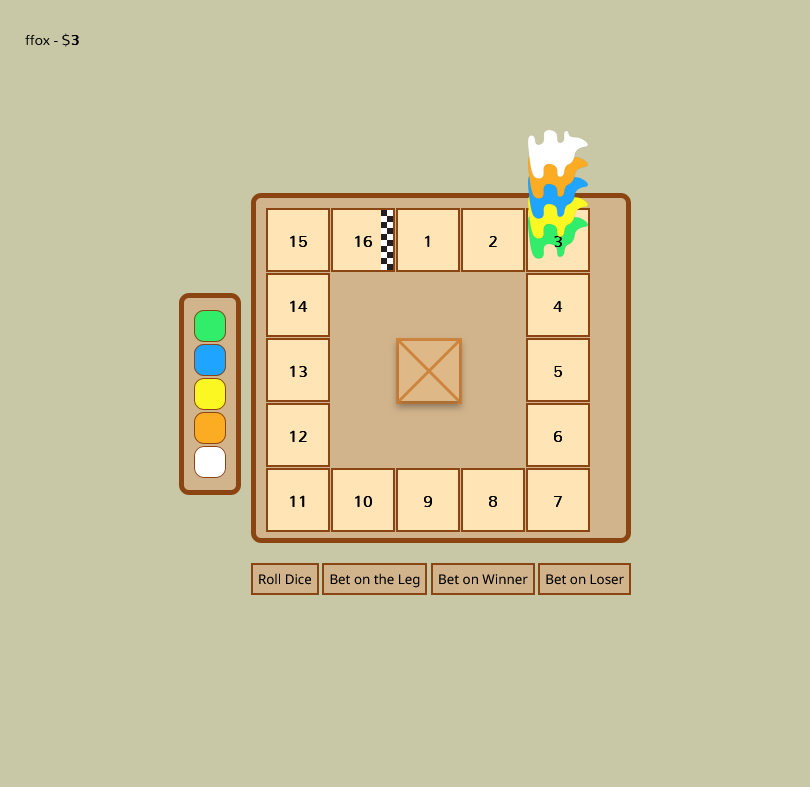 ffox - $3
15 16 1 2 3
14 4
13 5
12 6
11 10 9 8 7
Roll Dice Bet on the Leg Bet on Winner Bet on Loser